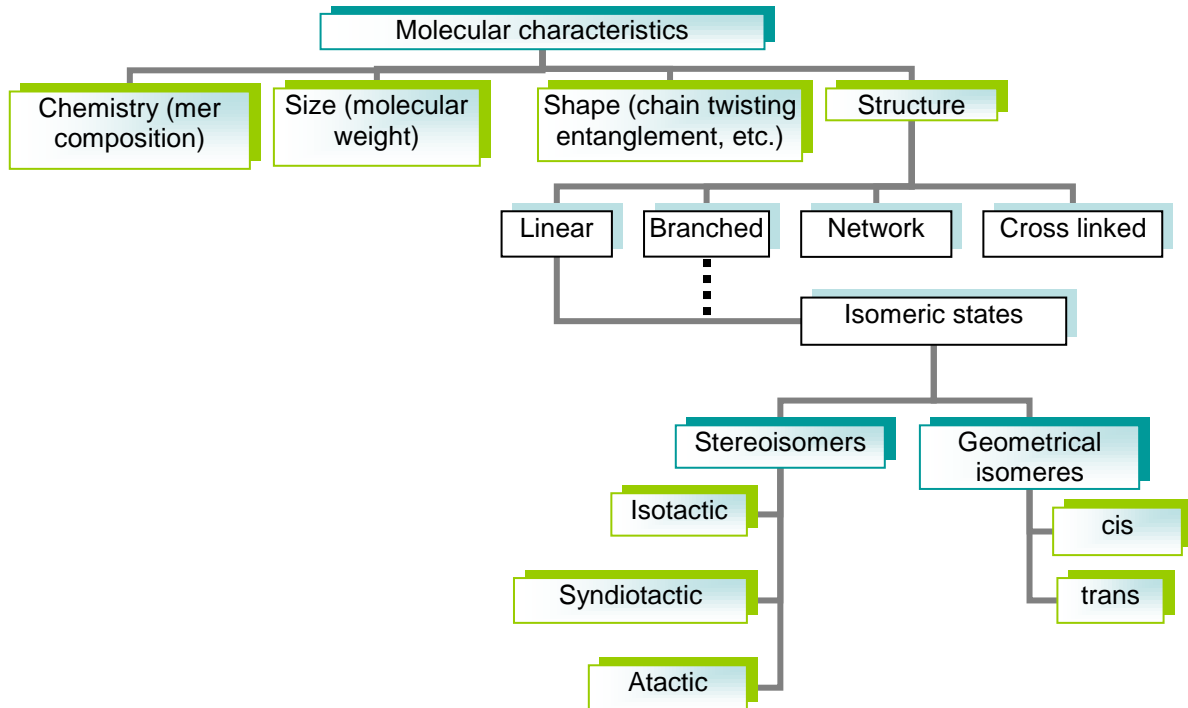 Molecular characteristics
Chemistry (mer
composition)
Size (molecular
weight)
Shape (chain twisting
entanglement, etc.)
Structure
Linear
Branched
Network
Cross linked
Isomeric states
Stereoisomers
Geometrical
isomeres
Isotactic
cis
Syndiotactic
trans
Atactic